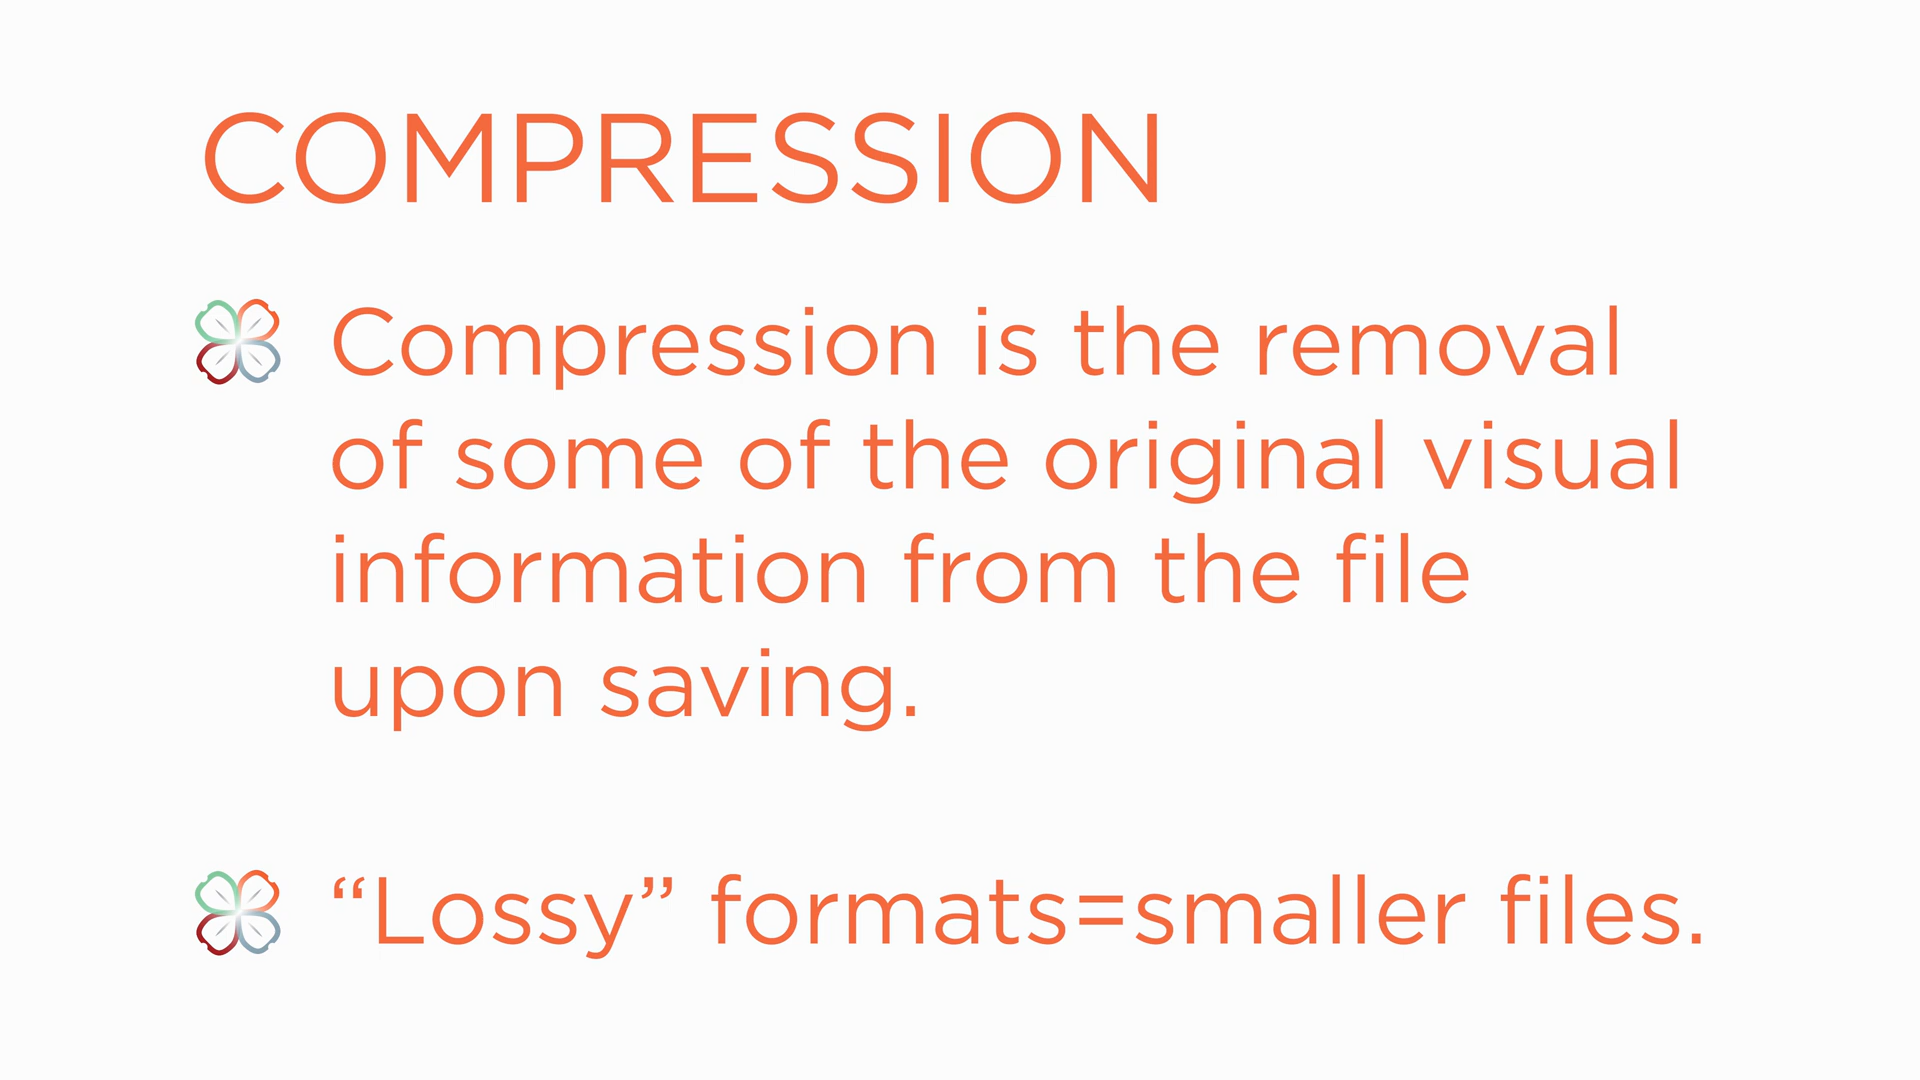 COMPRESSION
Compression is the removal
of some of the original visual
information from the file
upon saving.
“Lossy” formats=smaller files.